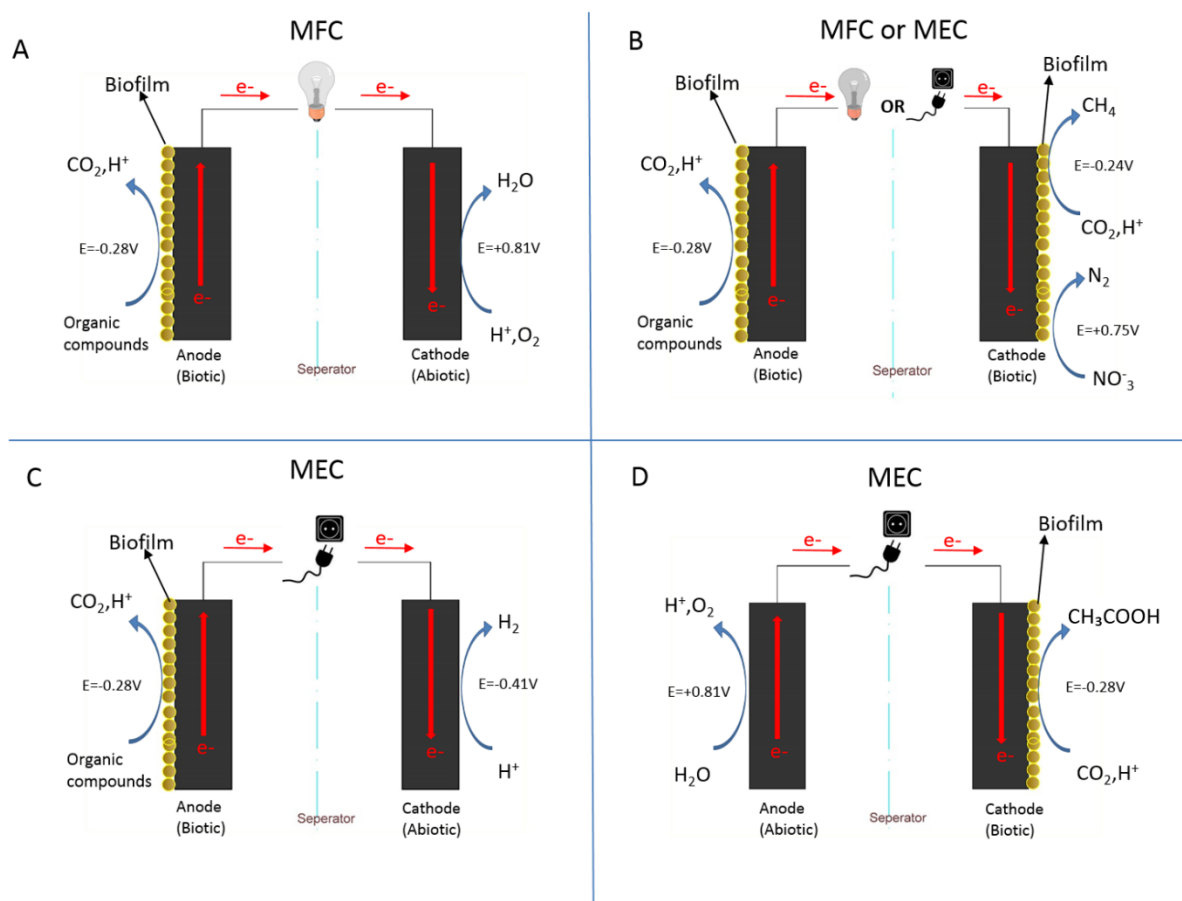 A
MFC
Biofilm
e-
e-
CO₂,H⁺
H₂O
E=-0.28V
E=+0.81V
e-
e-
Organic
compounds
H⁺,O₂
Anode
(Biotic)
Seperator
Cathode
(Abiotic)
B
MFC or MEC
Biofilm
Biofilm
e-
OR
e-
CH₄
CO₂,H⁺
E=-0.24V
CO₂,H⁺
E=-0.28V
N₂
e-
e-
E=+0.75V
Organic
compounds
NO⁻₃
Anode
(Biotic)
Seperator
Cathode
(Biotic)
C
MEC
Biofilm
e-
e-
CO₂,H⁺
H₂
E=-0.28V
E=-0.41V
e-
e-
Organic
compounds
H⁺
Anode
(Biotic)
Seperator
Cathode
(Abiotic)
D
MEC
Biofilm
e-
e-
H⁺,O₂
CH₃COOH
E=+0.81V
E=-0.28V
e-
e-
H₂O
CO₂,H⁺
Anode
(Abiotic)
Seperator
Cathode
(Biotic)